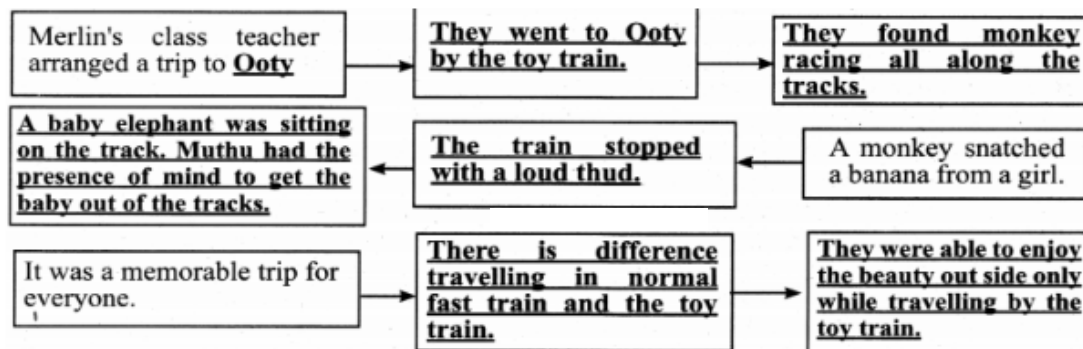 Merlin's class teacher
arranged a trip to Ooty
They went to Ooty
by the toy train.
They found monkey
racing all along the
tracks.
A monkey snatched
a banana from a girl.
The train stopped
with a loud thud.
A baby elephant was sitting
on the track. Muthu had the
presence of mind to get the
baby out of the tracks.
It was a memorable trip for
everyone.
There is difference
travelling in normal
fast train and the toy
train.
They were able to enjoy
the beauty out side only
while travelling by the
toy train.